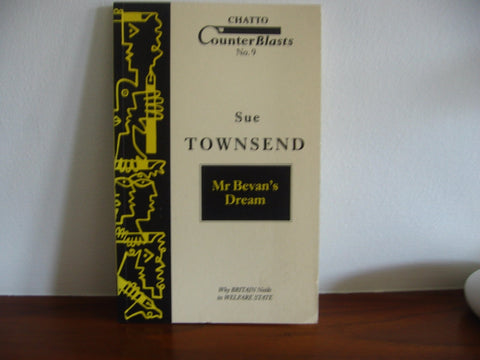 CHATTO
CounterBlasts
No. 9
Sue
TOWNSEND
Mr Bevan's
Dream
Why BRITAIN Needs
its WELFARE STATE